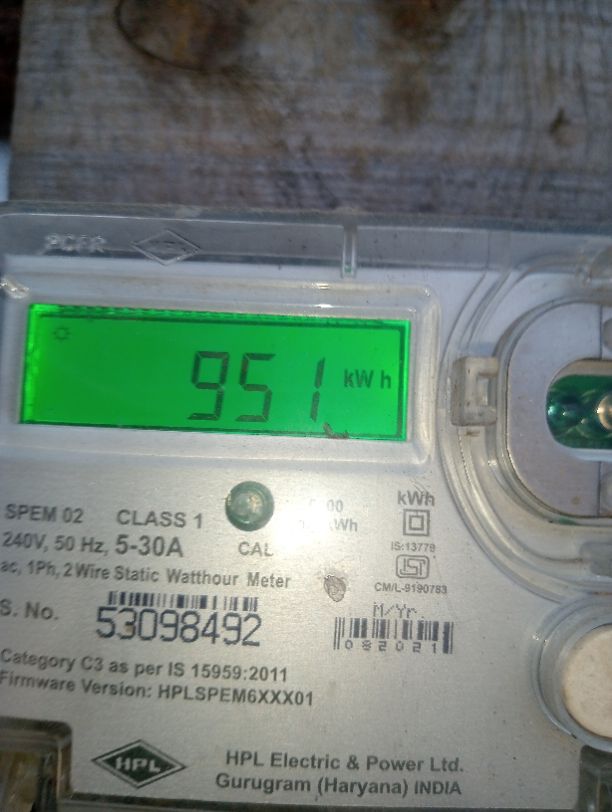 951 kWh
SPEM 02 CLASS 1
240V, 50 Hz, 5-30A CAL
kWh
IS:13779
ac, 1Ph, 2 Wire Static Watthour Meter
CM/L-9190783
S. No. 53098492
M/Yr.
082021
Category C3 as per IS 15959:2011
Firmware Version: HPLSPEM6XXX01
HPL
HPL Electric & Power Ltd.
Gurugram (Haryana) INDIA